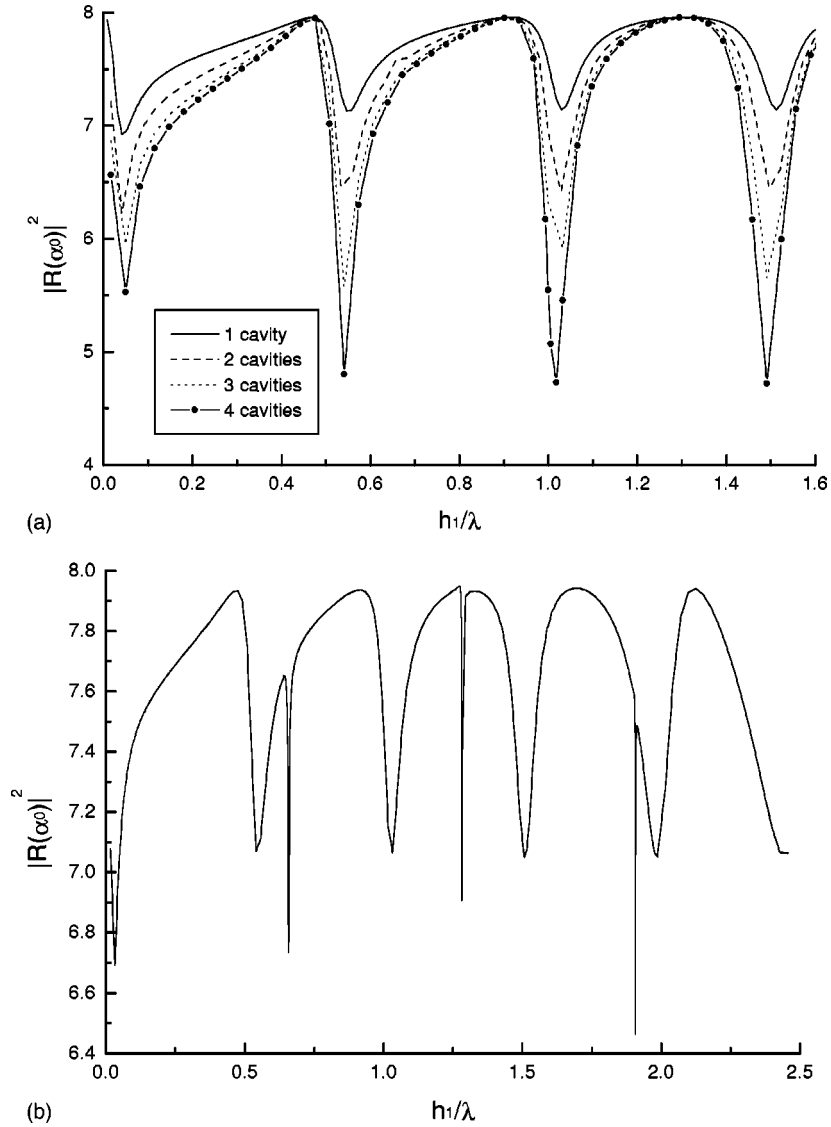 8
7
6
5
4
|R(α₀)|²
1 cavity
2 cavities
3 cavities
4 cavities
0.0 0.2 0.4 0.6 0.8 1.0 1.2 1.4 1.6
(a)
h₁/λ
8.0
7.8
7.6
7.4
7.2
7.0
6.8
6.6
6.4
|R(α₀)|²
0.0 0.5 1.0 1.5 2.0 2.5
(b)
h₁/λ